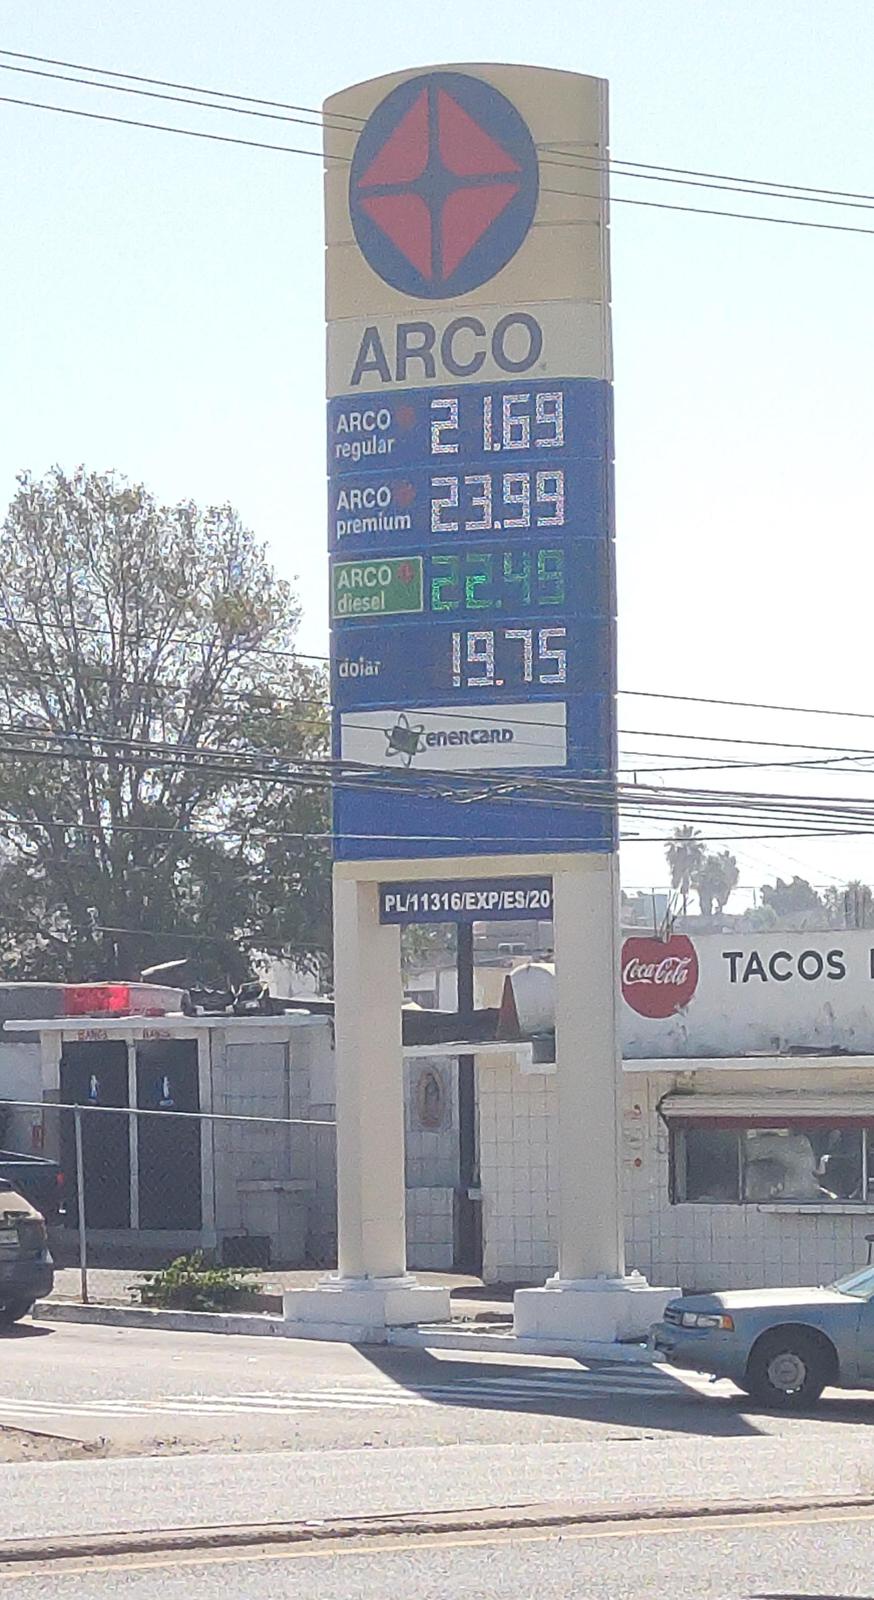 ARCO
ARCO
regular
21.69
ARCO
premium
23.99
ARCO
diesel
22.49
dolar
19.75
enercard
PL/11316/EXP/ES/20
Coca-Cola
TACOS